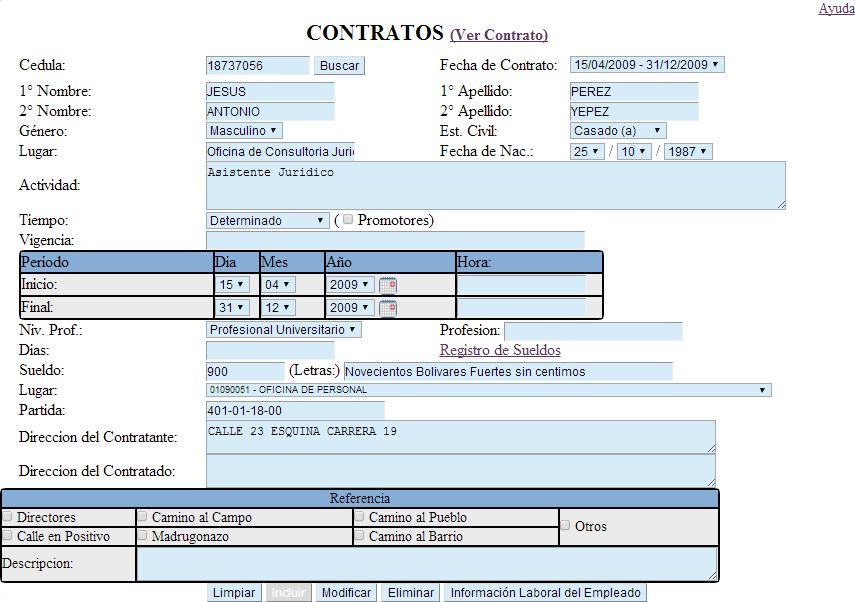 Ayuda
CONTRATOS (Ver Contrato)
Cedula: 18737056 Buscar Fecha de Contrato: 15/04/2009 - 31/12/2009
1° Nombre: JESUS 1° Apellido: PEREZ
2° Nombre: ANTONIO 2° Apellido: YEPEZ
Género: Masculino Est. Civil: Casado (a)
Lugar: Oficina de Consultoria Juri Fecha de Nac.: 25 / 10 / 1987
Actividad: Asistente Juridico
Tiempo: Determinado ( Promotores)
Vigencia:
Periodo Dia Mes Año Hora:
Inicio: 15 04 2009
Final: 31 12 2009
Niv. Prof.: Profesional Universitario Profesion:
Dias: Registro de Sueldos
Sueldo: 900 (Letras:) Novecientos Bolivares Fuertes sin centimos
Lugar: 01090051 - OFICINA DE PERSONAL
Partida: 401-01-18-00
Direccion del Contratante: CALLE 23 ESQUINA CARRERA 19
Direccion del Contratado:
Referencia
Directores Camino al Campo Camino al Pueblo Otros
Calle en Positivo Madrugonazo Camino al Barrio
Descripcion:
Limpiar Incluir Modificar Eliminar Información Laboral del Empleado